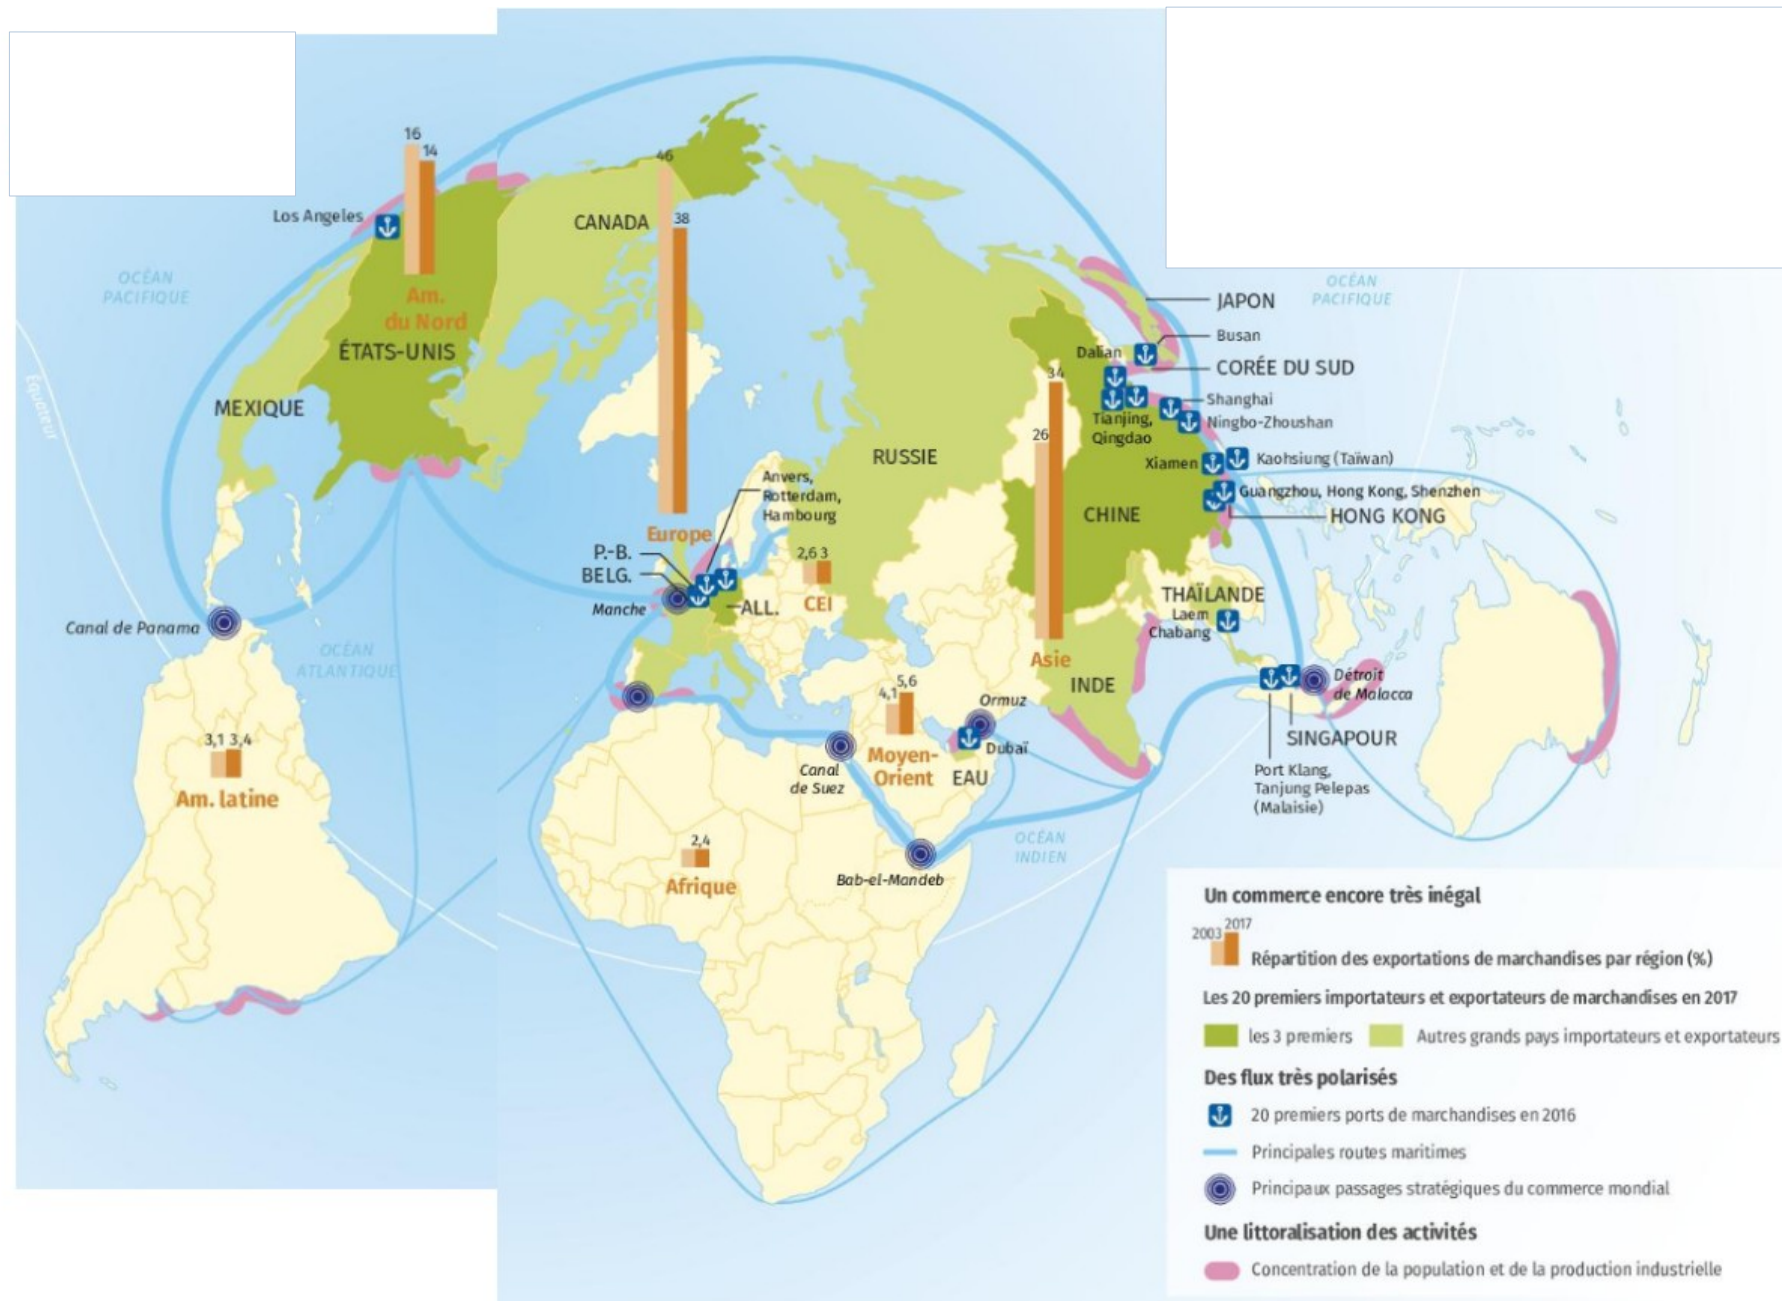 16
14
Los Angeles
OCÉAN
PACIFIQUE
Am.
du Nord
ÉTATS-UNIS
MEXIQUE
Équateur
Canal de Panama
OCÉAN
ATLANTIQUE
3,1 3,4
Am. latine
46
38
CANADA
Europe
Anvers,
Rotterdam,
Hambourg
P.-B.
BELG.
Manche
ALL.
2,6 3
CEI
RUSSIE
4,1
5,6
Moyen-
Orient
Ormuz
Dubaï
EAU
Canal
de Suez
Bab-el-Mandeb
2,4
Afrique
OCÉAN
INDIEN
26
34
Asie
CHINE
INDE
OCÉAN
PACIFIQUE
JAPON
Busan
Dalian
CORÉE DU SUD
Shanghai
Tianjing,
Qingdao
Ningbo-Zhoushan
Xiamen
Kaohsiung (Taïwan)
Guangzhou, Hong Kong, Shenzhen
HONG KONG
THAÏLANDE
Laem
Chabang
Détroit
de Malacca
SINGAPOUR
Port Klang,
Tanjung Pelepas
(Malaisie)
Un commerce encore très inégal
2003 2017
Répartition des exportations de marchandises par région (%)
Les 20 premiers importateurs et exportateurs de marchandises en 2017
les 3 premiers
Autres grands pays importateurs et exportateurs
Des flux très polarisés
20 premiers ports de marchandises en 2016
Principales routes maritimes
Principaux passages stratégiques du commerce mondial
Une littoralisation des activités
Concentration de la population et de la production industrielle